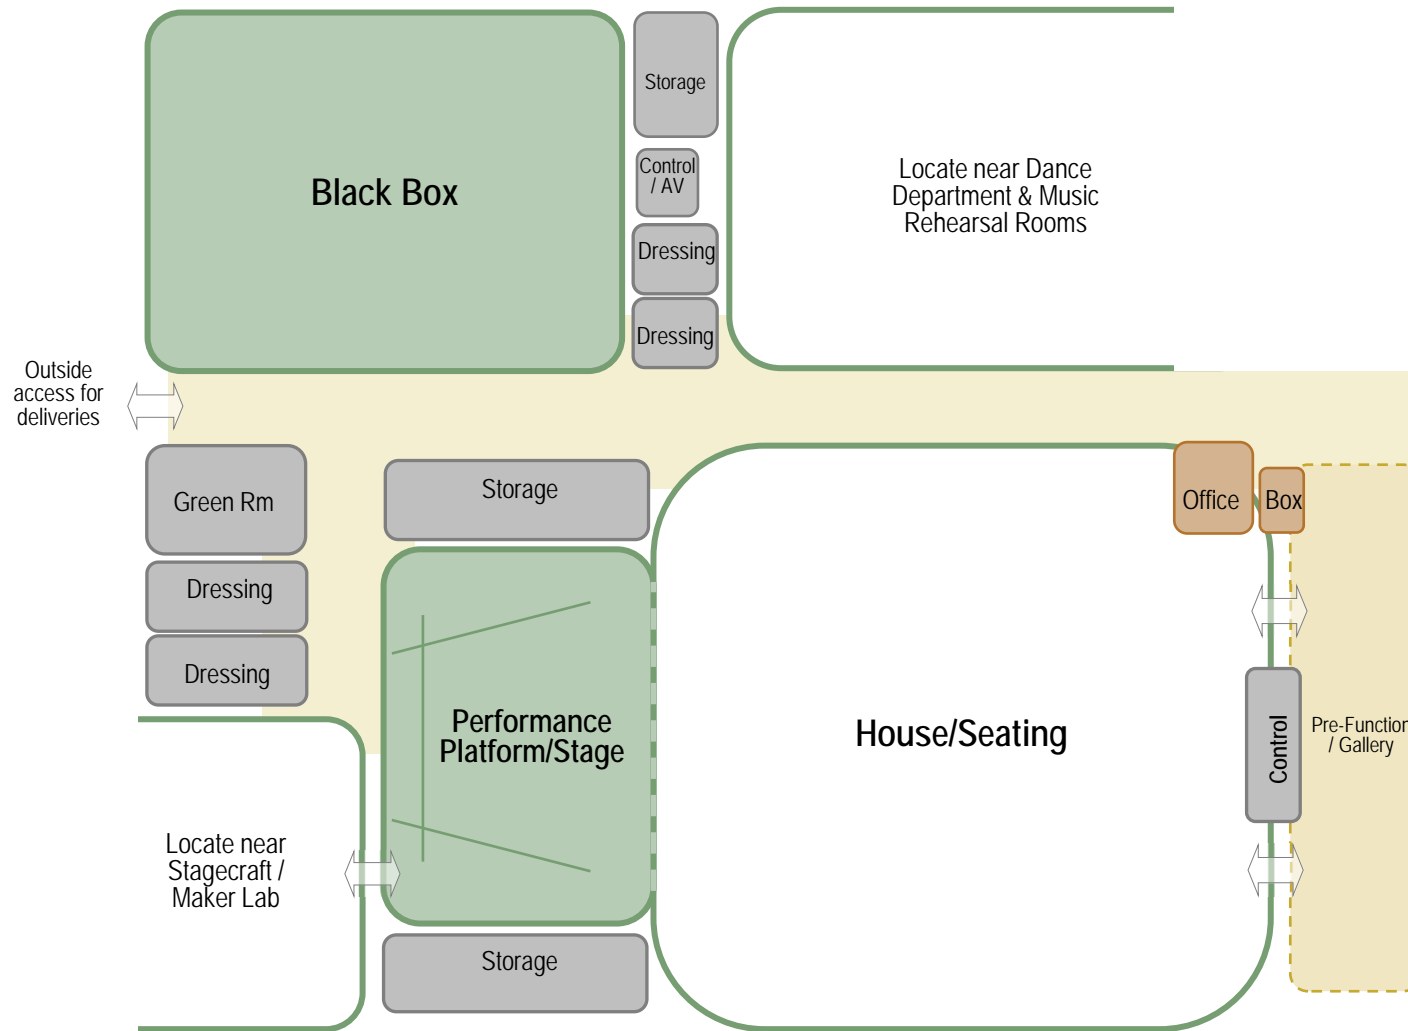 Storage
Control
/ AV
Dressing
Dressing
Black Box
Locate near Dance
Department & Music
Rehearsal Rooms
Outside
access for
deliveries
Green Rm
Dressing
Dressing
Storage
Office
Box
Performance
Platform/Stage
House/Seating
Control
Pre-Function
/ Gallery
Locate near
Stagecraft /
Maker Lab
Storage